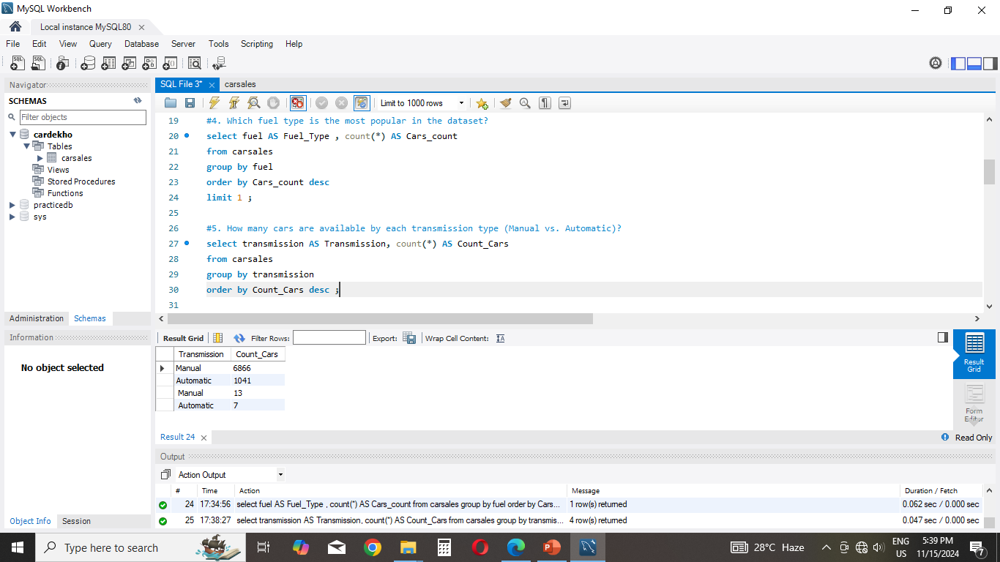 MySQL Workbench
Local instance MySQL80
File Edit View Query Database Server Tools Scripting Help
Navigator
SCHEMAS
Filter objects
cardekho
Tables
carsales
Views
Stored Procedures
Functions
practicedb
sys
Administration Schemas
Information
No object selected
Object Info Session
SQL File 3* carsales
Limit to 1000 rows
19 #4. Which fuel type is the most popular in the dataset?
20 select fuel AS Fuel_Type , count(*) AS Cars_count
21 from carsales
22 group by fuel
23 order by Cars_count desc
24 limit 1 ;
25
26 #5. How many cars are available by each transmission type (Manual vs. Automatic)?
27 select transmission AS Transmission, count(*) AS Count_Cars
28 from carsales
29 group by transmission
30 order by Count_Cars desc ;
31
Result Grid Filter Rows: Export: Wrap Cell Content:
Transmission Count_Cars
Manual 6866
Automatic 1041
Manual 13
Automatic 7
Result Grid
Form Editor
Result 24 Read Only
Output
Action Output
# Time Action Message Duration / Fetch
24 17:34:56 select fuel AS Fuel_Type , count(*) AS Cars_count from carsales group by fuel order by Cars... 1 row(s) returned 0.062 sec / 0.000 sec
25 17:38:27 select transmission AS Transmission, count(*) AS Count_Cars from carsales group by transmis... 4 row(s) returned 0.047 sec / 0.000 sec
Type here to search 28°C Haze ENG US 5:39 PM 11/15/2024 7